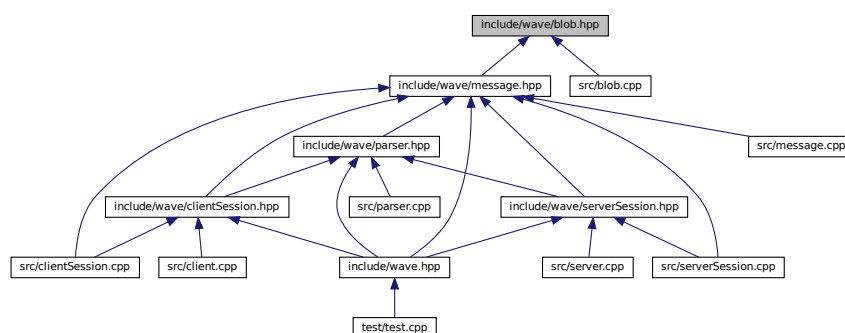 include/wave/blob.hpp
include/wave/message.hpp
src/blob.cpp
include/wave/parser.hpp
src/message.cpp
include/wave/clientSession.hpp
src/parser.cpp
include/wave/serverSession.hpp
src/clientSession.cpp
src/client.cpp
include/wave.hpp
src/server.cpp
src/serverSession.cpp
test/test.cpp